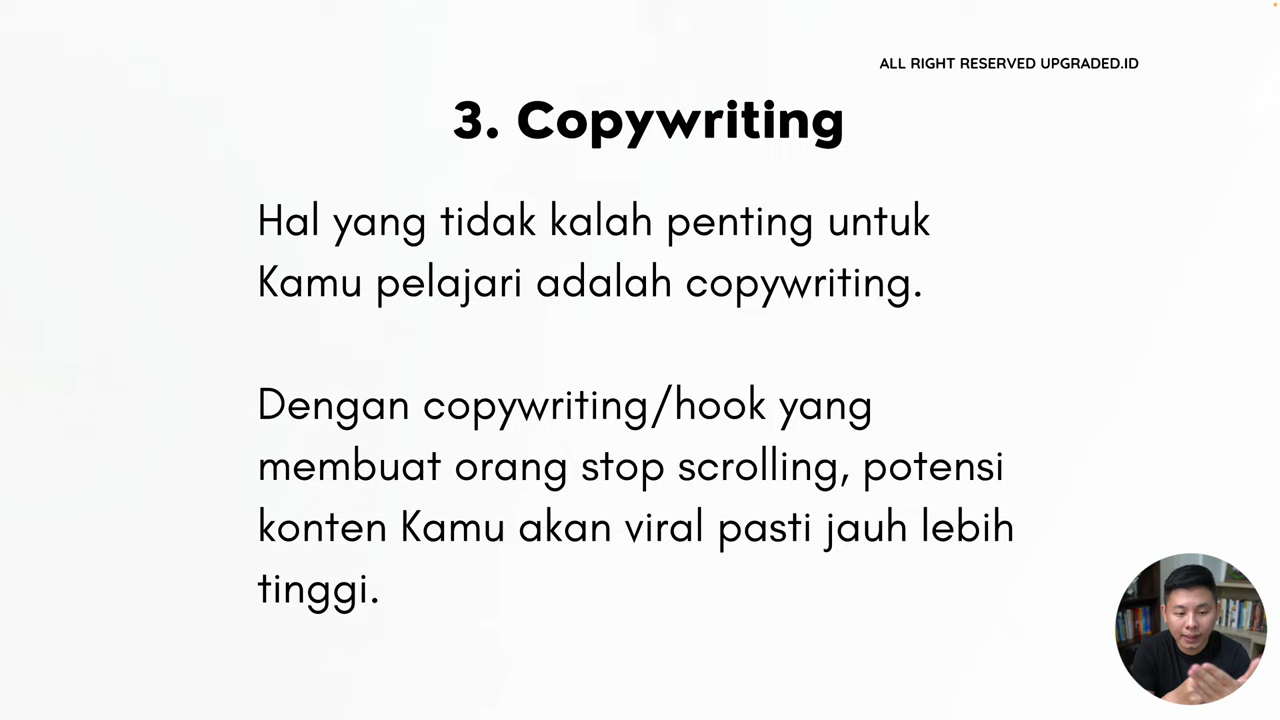 ALL RIGHT RESERVED UPGRADED.ID
3. Copywriting
Hal yang tidak kalah penting untuk
Kamu pelajari adalah copywriting.
Dengan copywriting/hook yang
membuat orang stop scrolling, potensi
konten Kamu akan viral pasti jauh lebih
tinggi.